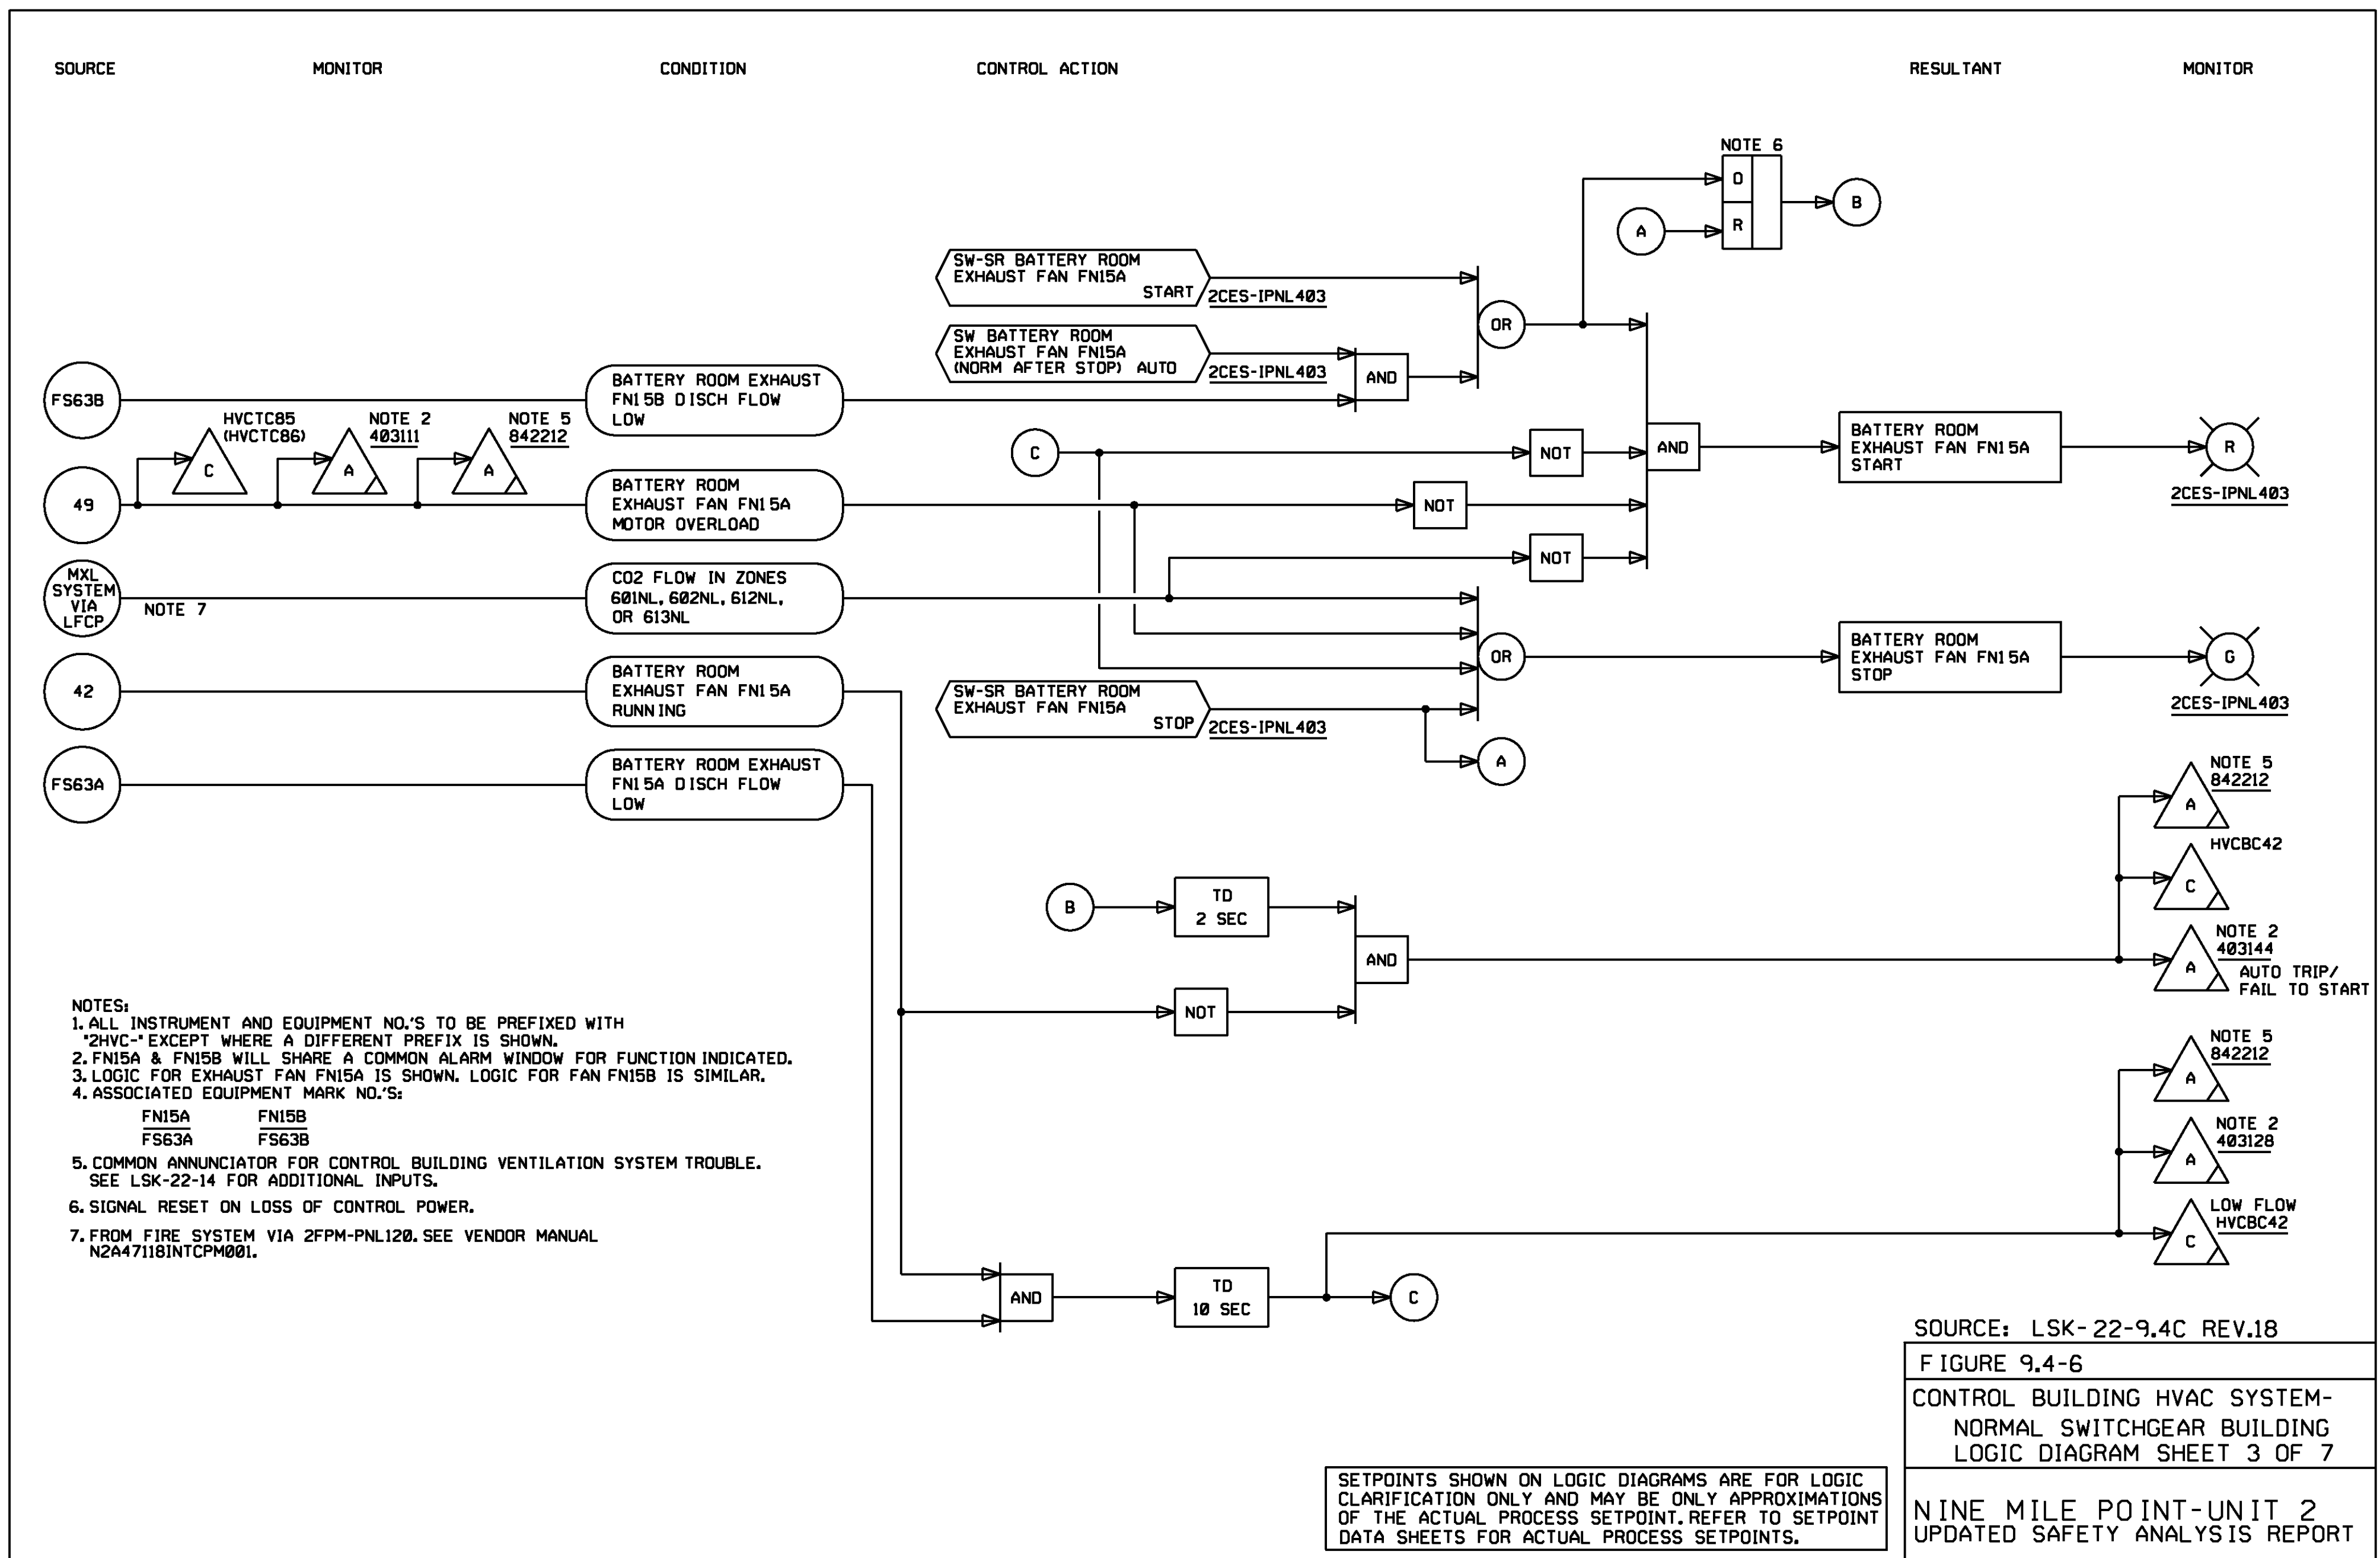 SOURCE
MONITOR
CONDITION
CONTROL ACTION
RESULTANT
MONITOR
NOTE 6
O
R
A
B
SW-SR BATTERY ROOM
EXHAUST FAN FN15A
START
2CES-IPNL403
SW BATTERY ROOM
EXHAUST FAN FN15A
(NORM AFTER STOP) AUTO
2CES-IPNL403
AND
OR
FS63B
BATTERY ROOM EXHAUST
FN15B DISCH FLOW
LOW
HVCTC85
(HVCTC86)
C
NOTE 2
403111
A
NOTE 5
842212
A
C
NOT
AND
BATTERY ROOM
EXHAUST FAN FN15A
START
R
2CES-IPNL403
49
BATTERY ROOM
EXHAUST FAN FN15A
MOTOR OVERLOAD
NOT
NOT
MXL
SYSTEM
VIA
LFCP
NOTE 7
CO2 FLOW IN ZONES
601NL, 602NL, 612NL,
OR 613NL
OR
BATTERY ROOM
EXHAUST FAN FN15A
STOP
G
2CES-IPNL403
42
BATTERY ROOM
EXHAUST FAN FN15A
RUNNING
SW-SR BATTERY ROOM
EXHAUST FAN FN15A
STOP
2CES-IPNL403
A
FS63A
BATTERY ROOM EXHAUST
FN15A DISCH FLOW
LOW
NOTE 5
842212
A
HVCBC42
C
NOTE 2
403144
A
AUTO TRIP/
FAIL TO START
B
TD
2 SEC
AND
NOT
NOTE 5
842212
A
NOTE 2
403128
A
LOW FLOW
HVCBC42
C
AND
TD
10 SEC
C
NOTES:
1. ALL INSTRUMENT AND EQUIPMENT NO.'S TO BE PREFIXED WITH
"2HVC-" EXCEPT WHERE A DIFFERENT PREFIX IS SHOWN.
2. FN15A & FN15B WILL SHARE A COMMON ALARM WINDOW FOR FUNCTION INDICATED.
3. LOGIC FOR EXHAUST FAN FN15A IS SHOWN. LOGIC FOR FAN FN15B IS SIMILAR.
4. ASSOCIATED EQUIPMENT MARK NO.'S:
FN15A FN15B
FS63A FS63B
5. COMMON ANNUNCIATOR FOR CONTROL BUILDING VENTILATION SYSTEM TROUBLE.
SEE LSK-22-14 FOR ADDITIONAL INPUTS.
6. SIGNAL RESET ON LOSS OF CONTROL POWER.
7. FROM FIRE SYSTEM VIA 2FPM-PNL120. SEE VENDOR MANUAL
N2A47118INTCPM001.
SETPOINTS SHOWN ON LOGIC DIAGRAMS ARE FOR LOGIC
CLARIFICATION ONLY AND MAY BE ONLY APPROXIMATIONS
OF THE ACTUAL PROCESS SETPOINT. REFER TO SETPOINT
DATA SHEETS FOR ACTUAL PROCESS SETPOINTS.
SOURCE: LSK-22-9.4C REV.18
FIGURE 9.4-6
CONTROL BUILDING HVAC SYSTEM-
NORMAL SWITCHGEAR BUILDING
LOGIC DIAGRAM SHEET 3 OF 7
NINE MILE POINT-UNIT 2
UPDATED SAFETY ANALYSIS REPORT